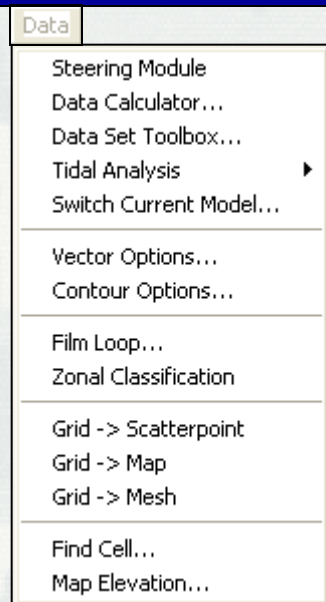 Data
Steering Module
Data Calculator...
Data Set Toolbox...
Tidal Analysis
Switch Current Model...
Vector Options...
Contour Options...
Film Loop...
Zonal Classification
Grid -> Scatterpoint
Grid -> Map
Grid -> Mesh
Find Cell...
Map Elevation...